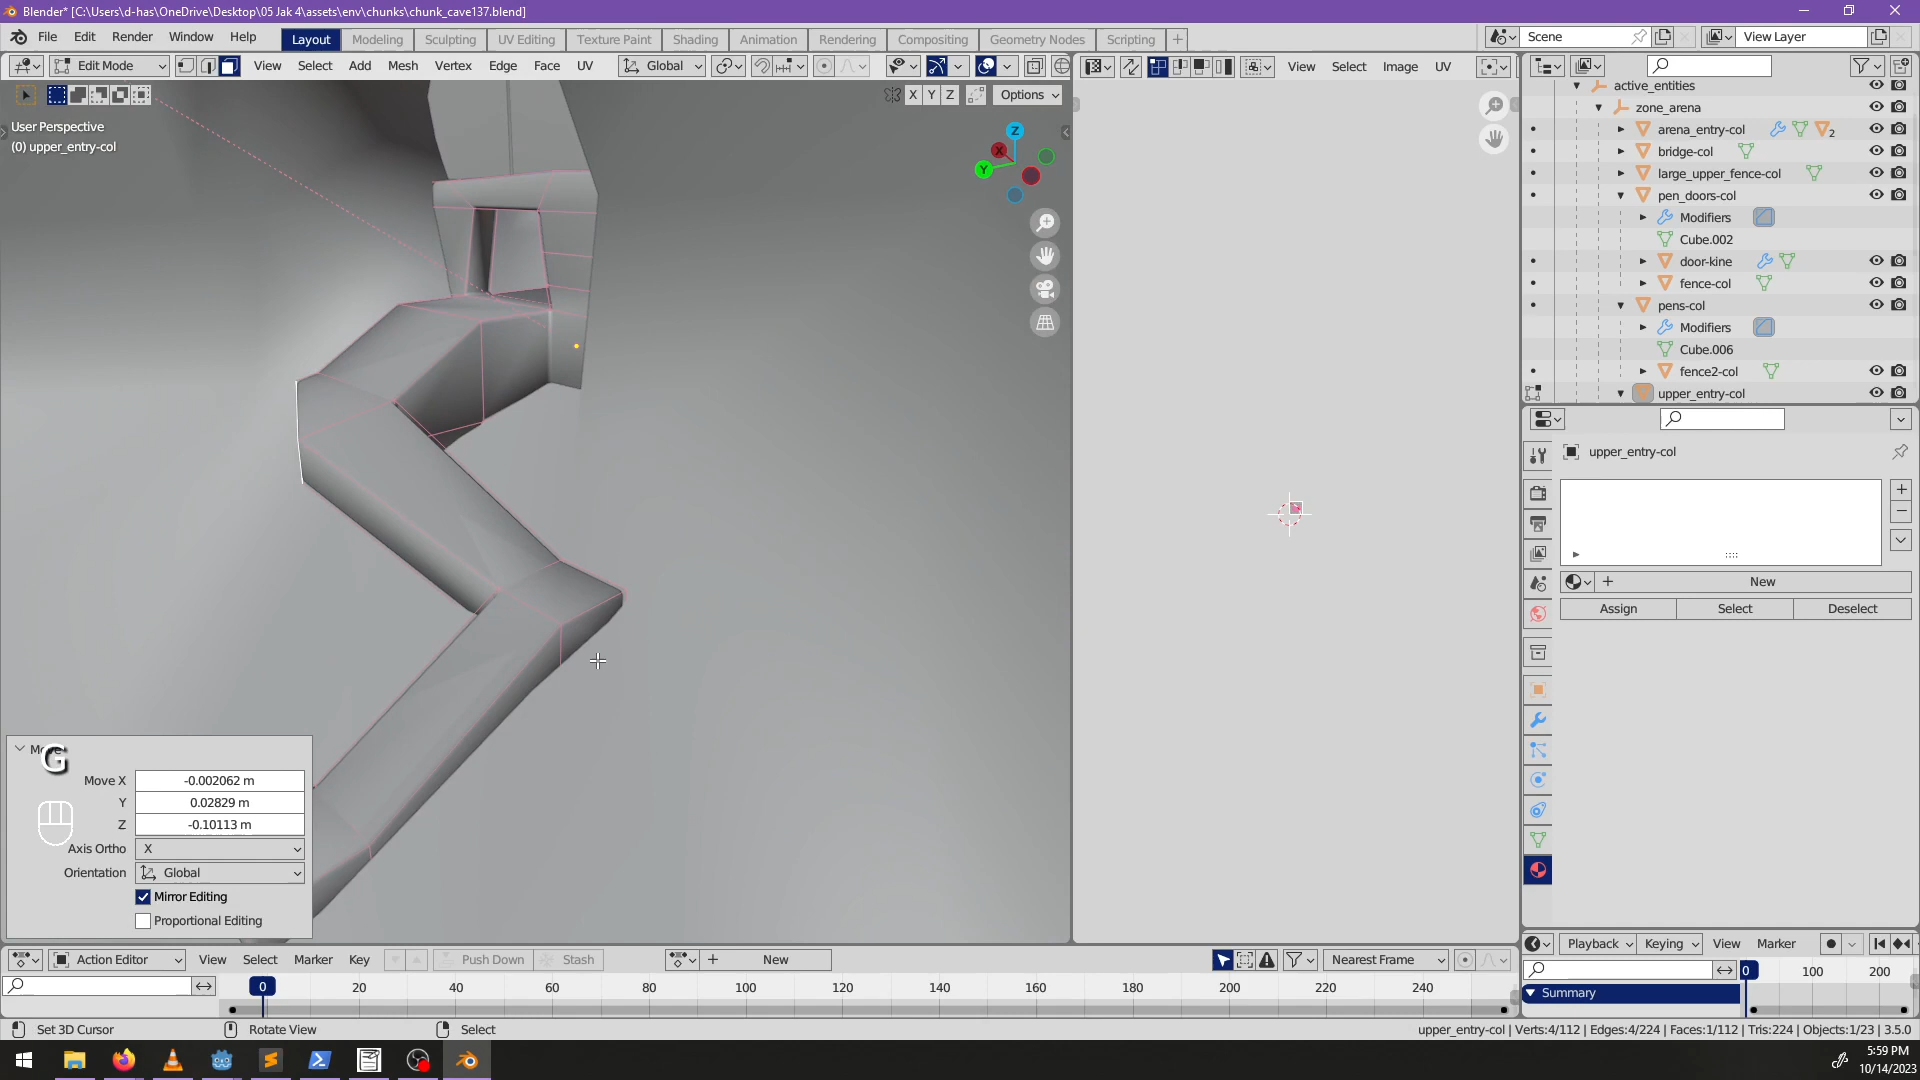 Blender* [C:\Users\d-has\OneDrive\Desktop\05 Jak 4\assets\env\chunks\chunk_cave137.blend]
File Edit Render Window Help Layout Modeling Sculpting UV Editing Texture Paint Shading Animation Rendering Compositing Geometry Nodes Scripting + Scene View Layer
Edit Mode View Select Add Mesh Vertex Edge Face UV Global View Select Image UV
X Y Z Options
User Perspective
(0) upper_entry-col
Z
X
Y
active_entities
zone_arena
arena_entry-col 2
bridge-col
large_upper_fence-col
pen_doors-col
Modifiers
Cube.002
door-kine
fence-col
pens-col
Modifiers
Cube.006
fence2-col
upper_entry-col
upper_entry-col
New
Assign Select Deselect
G
Move X -0.002062 m
Y 0.02829 m
Z -0.10113 m
Axis Ortho X
Orientation Global
Mirror Editing
Proportional Editing
Action Editor View Select Marker Key Push Down Stash New Nearest Frame
Playback Keying View Marker
0 20 40 60 80 100 120 140 160 180 200 220 240
0 100 200
Summary
Set 3D Cursor Rotate View Select
upper_entry-col | Verts:4/112 | Edges:4/224 | Faces:1/112 | Tris:224 | Objects:1/23 | 3.5.0
5:59 PM
10/14/2023